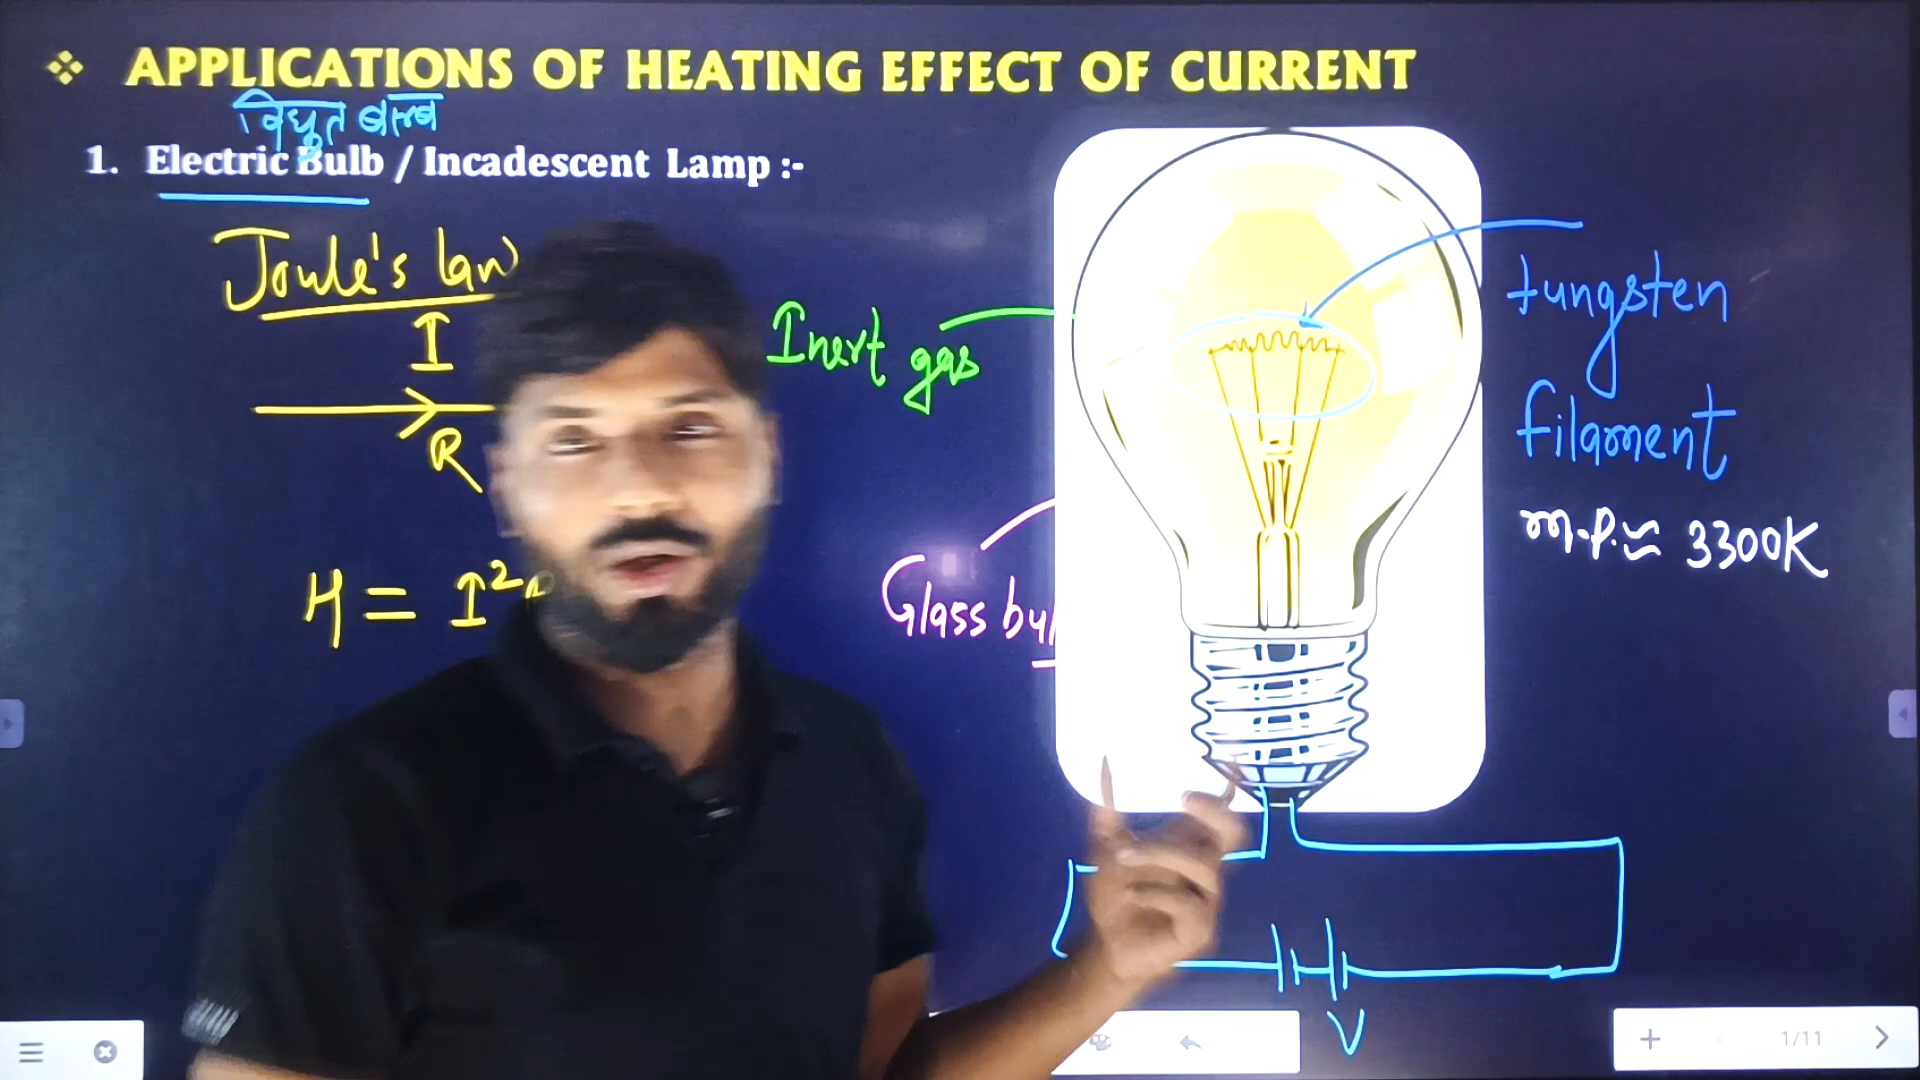 ❖ APPLICATIONS OF HEATING EFFECT OF CURRENT
विद्युत बल्ब
1. Electric Bulb / Incadescent Lamp :-
Joule's law
I
R
H = I²
Inert gas
Glass
tungsten
filament
m.p. ≈ 3300K
V
1/11